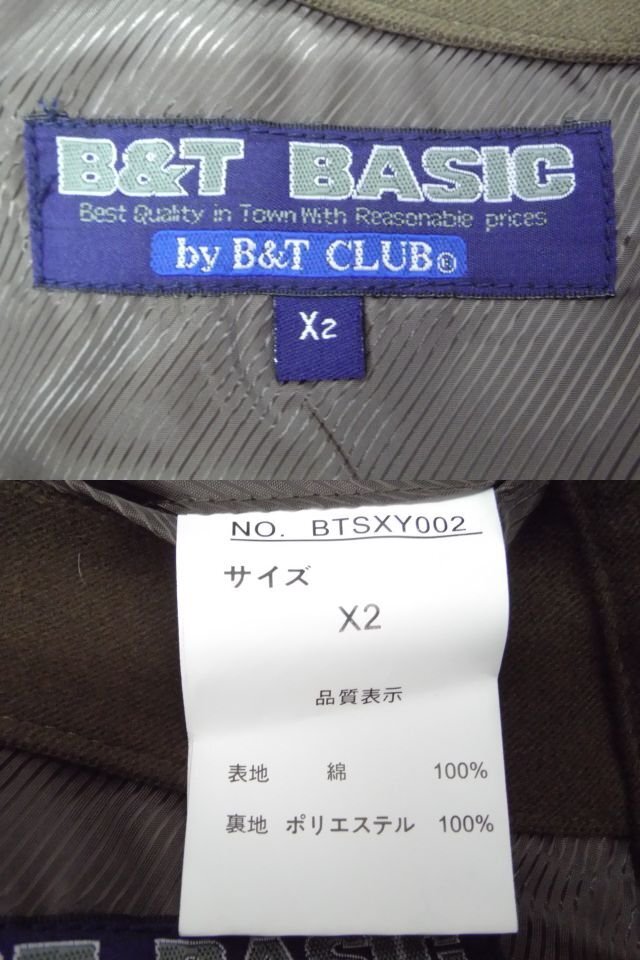 B&T BASIC
Best Quality in Town With Reasonable prices
by B&T CLUB®
X2
NO. BTSXY002
サイズ
X2
品質表示
表地 綿 100%
裏地 ポリエステル 100%
B&T BASIC